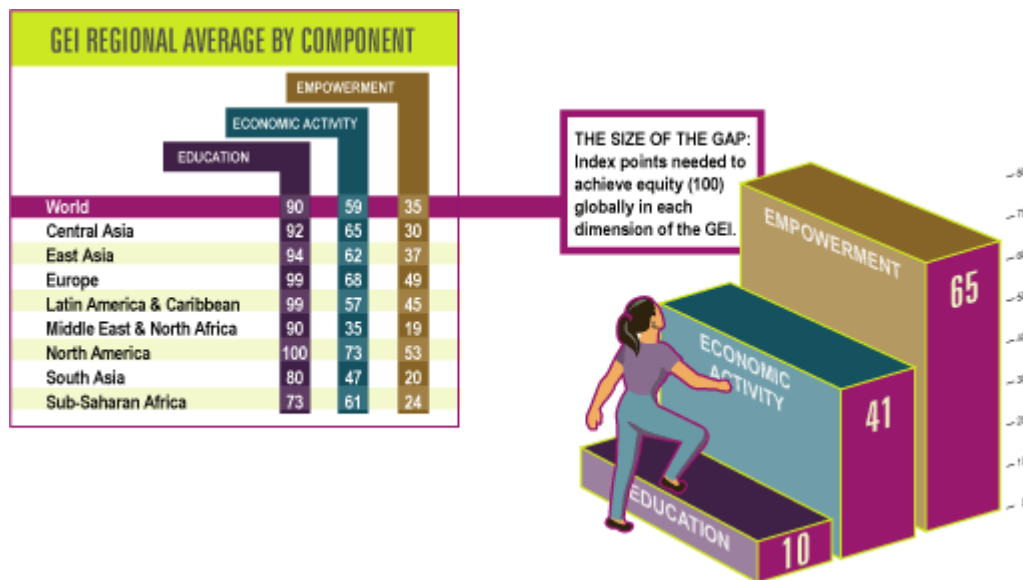 GEI REGIONAL AVERAGE BY COMPONENT
EMPOWERMENT
ECONOMIC ACTIVITY
EDUCATION
World 90 59 35
Central Asia 92 65 30
East Asia 94 62 37
Europe 99 68 49
Latin America & Caribbean 99 57 45
Middle East & North Africa 90 35 19
North America 100 73 53
South Asia 80 47 20
Sub-Saharan Africa 73 61 24
THE SIZE OF THE GAP:
Index points needed to
achieve equity (100)
globally in each
dimension of the GEI.
EMPOWERMENT
65
ECONOMIC
ACTIVITY
41
EDUCATION
10